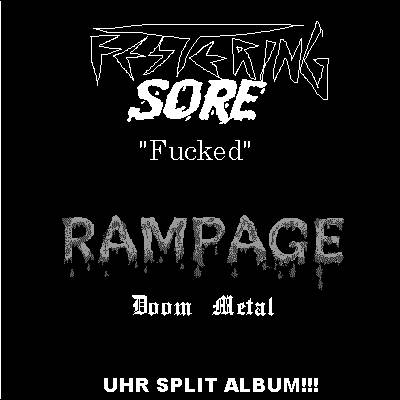 FESTERING
SORE
"Fucked"
RAMPAGE
Doom Metal
UHR SPLIT ALBUM!!!